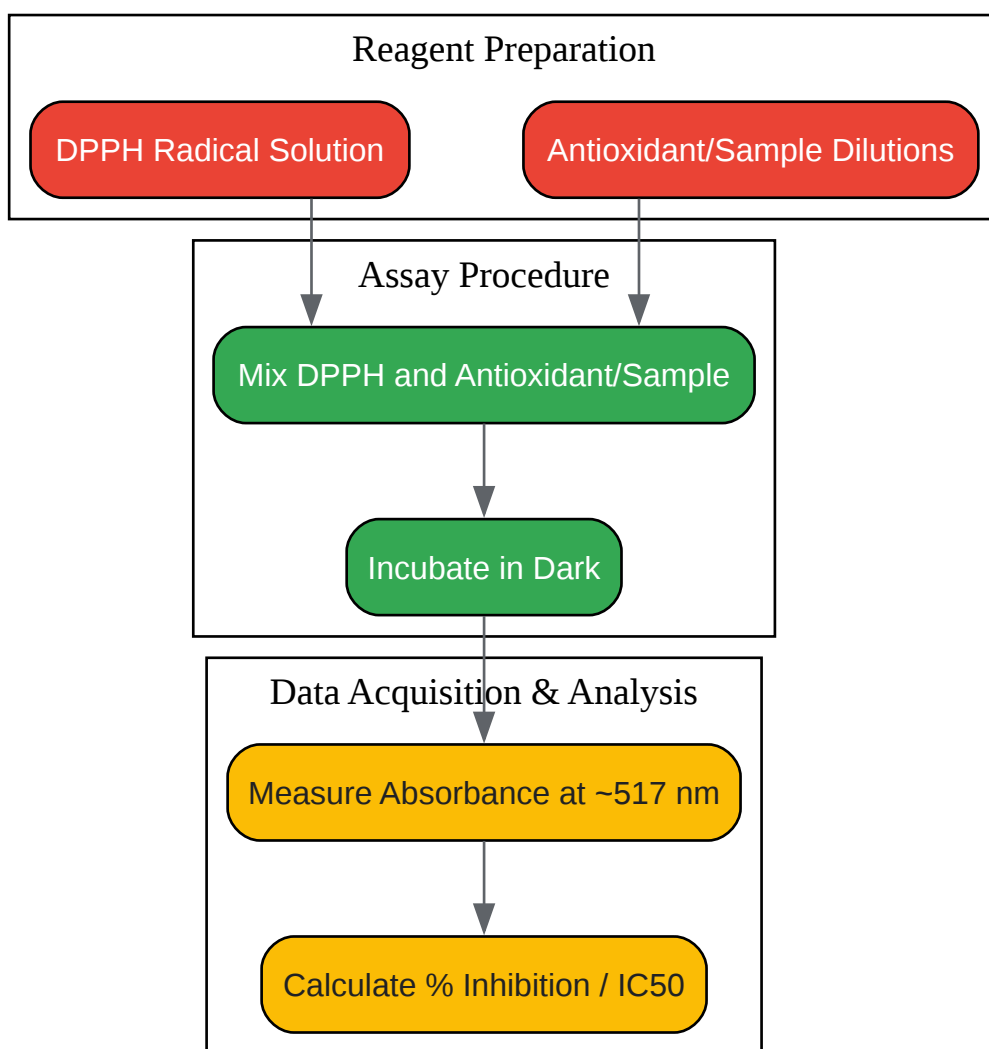 Reagent Preparation
DPPH Radical Solution
Antioxidant/Sample Dilutions
Assay Procedure
Mix DPPH and Antioxidant/Sample
Incubate in Dark
Data Acquisition & Analysis
Measure Absorbance at ~517 nm
Calculate % Inhibition / IC50